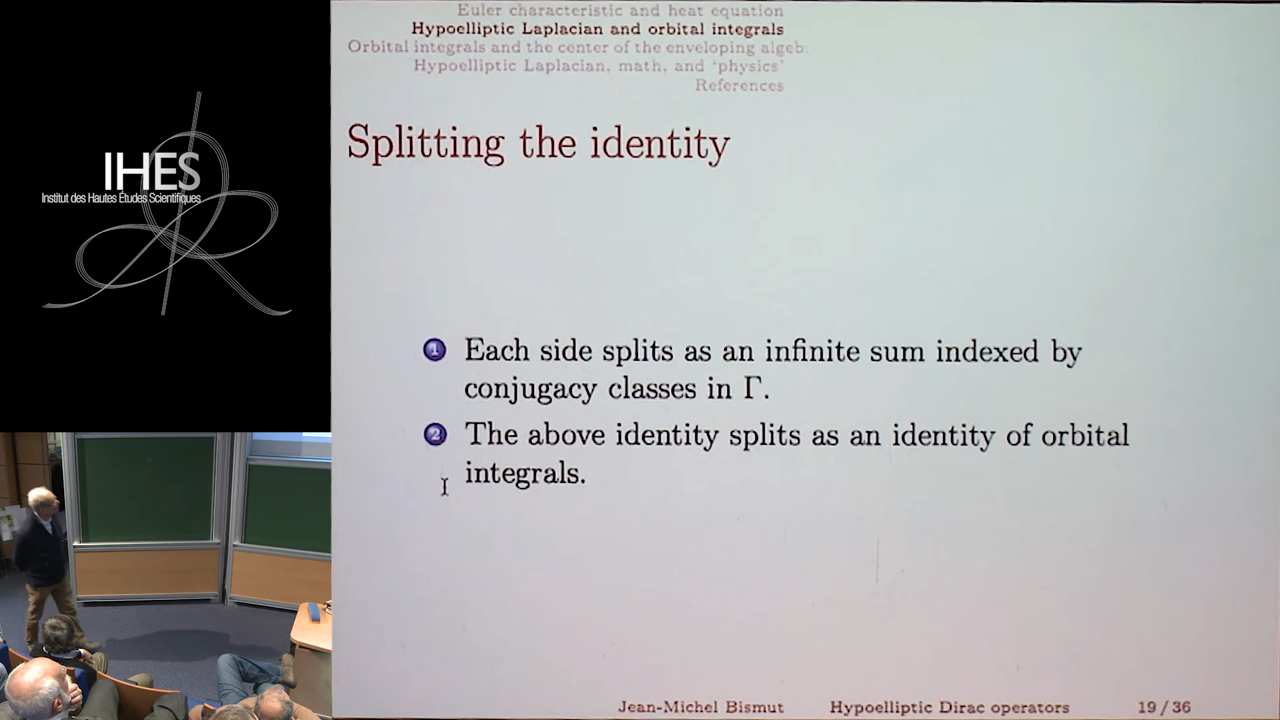 IHES
Institut des Hautes Études Scientifiques
Euler characteristic and heat equation
Hypoelliptic Laplacian and orbital integrals
Orbital integrals and the center of the enveloping algeb
Hypoelliptic Laplacian, math, and ‘physics’
References
Splitting the identity
1 Each side splits as an infinite sum indexed by
conjugacy classes in Γ.
2 The above identity splits as an identity of orbital
integrals.
Jean-Michel Bismut Hypoelliptic Dirac operators 19 / 36